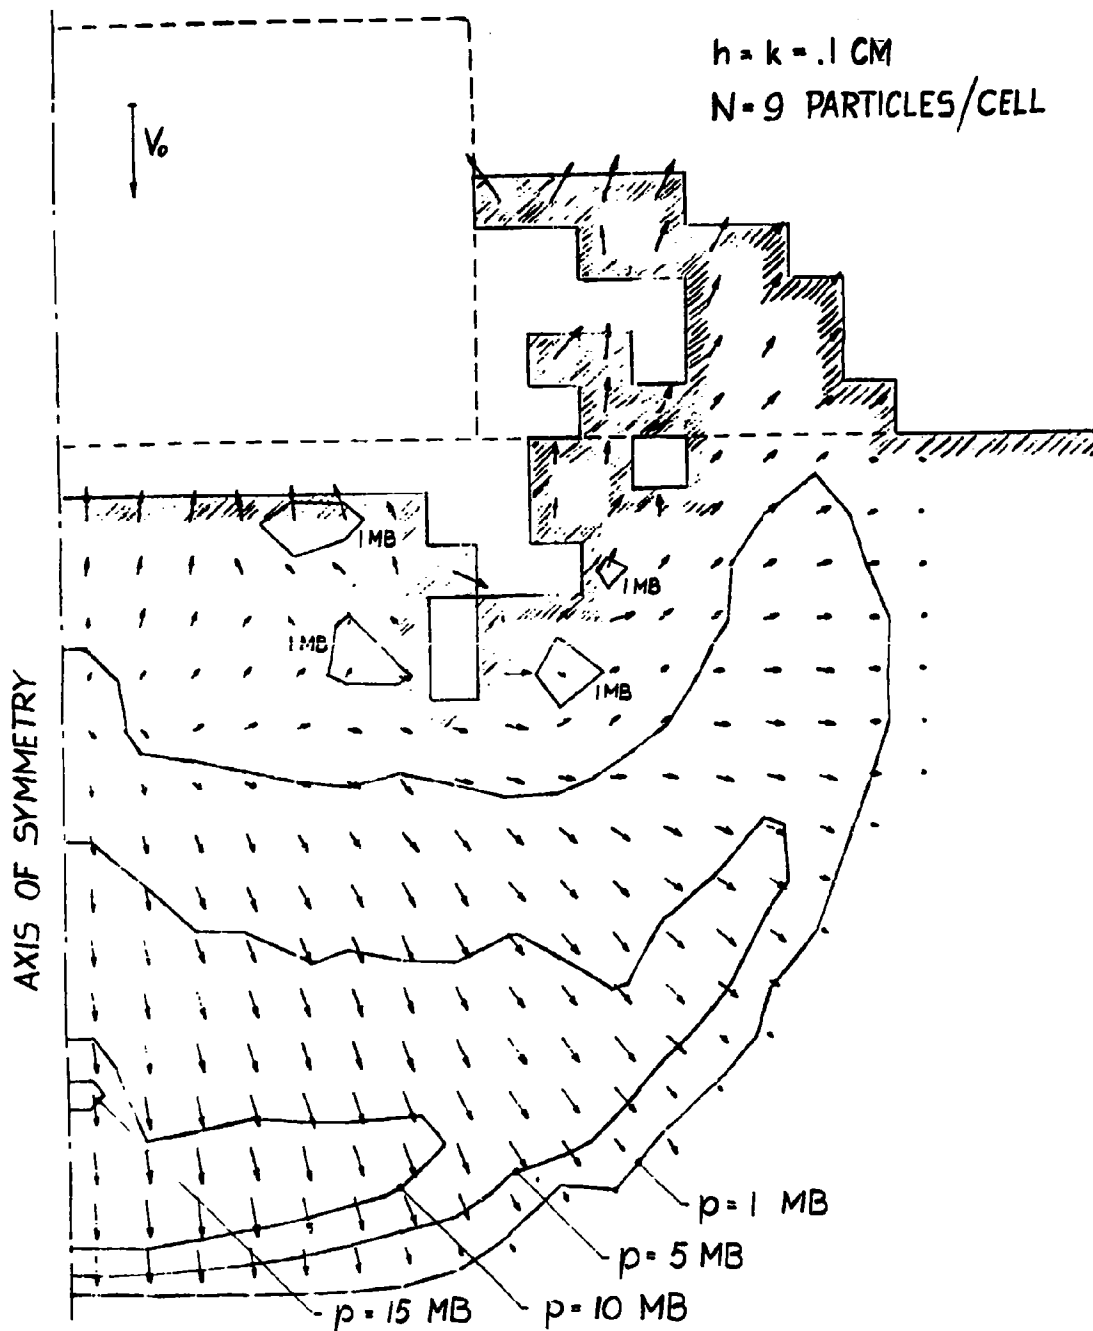 h = k = .1 CM
N = 9 PARTICLES/CELL
V₀
1 MB
1 MB
1 MB
1 MB
AXIS OF SYMMETRY
p = 1 MB
p = 5 MB
p = 15 MB
p = 10 MB